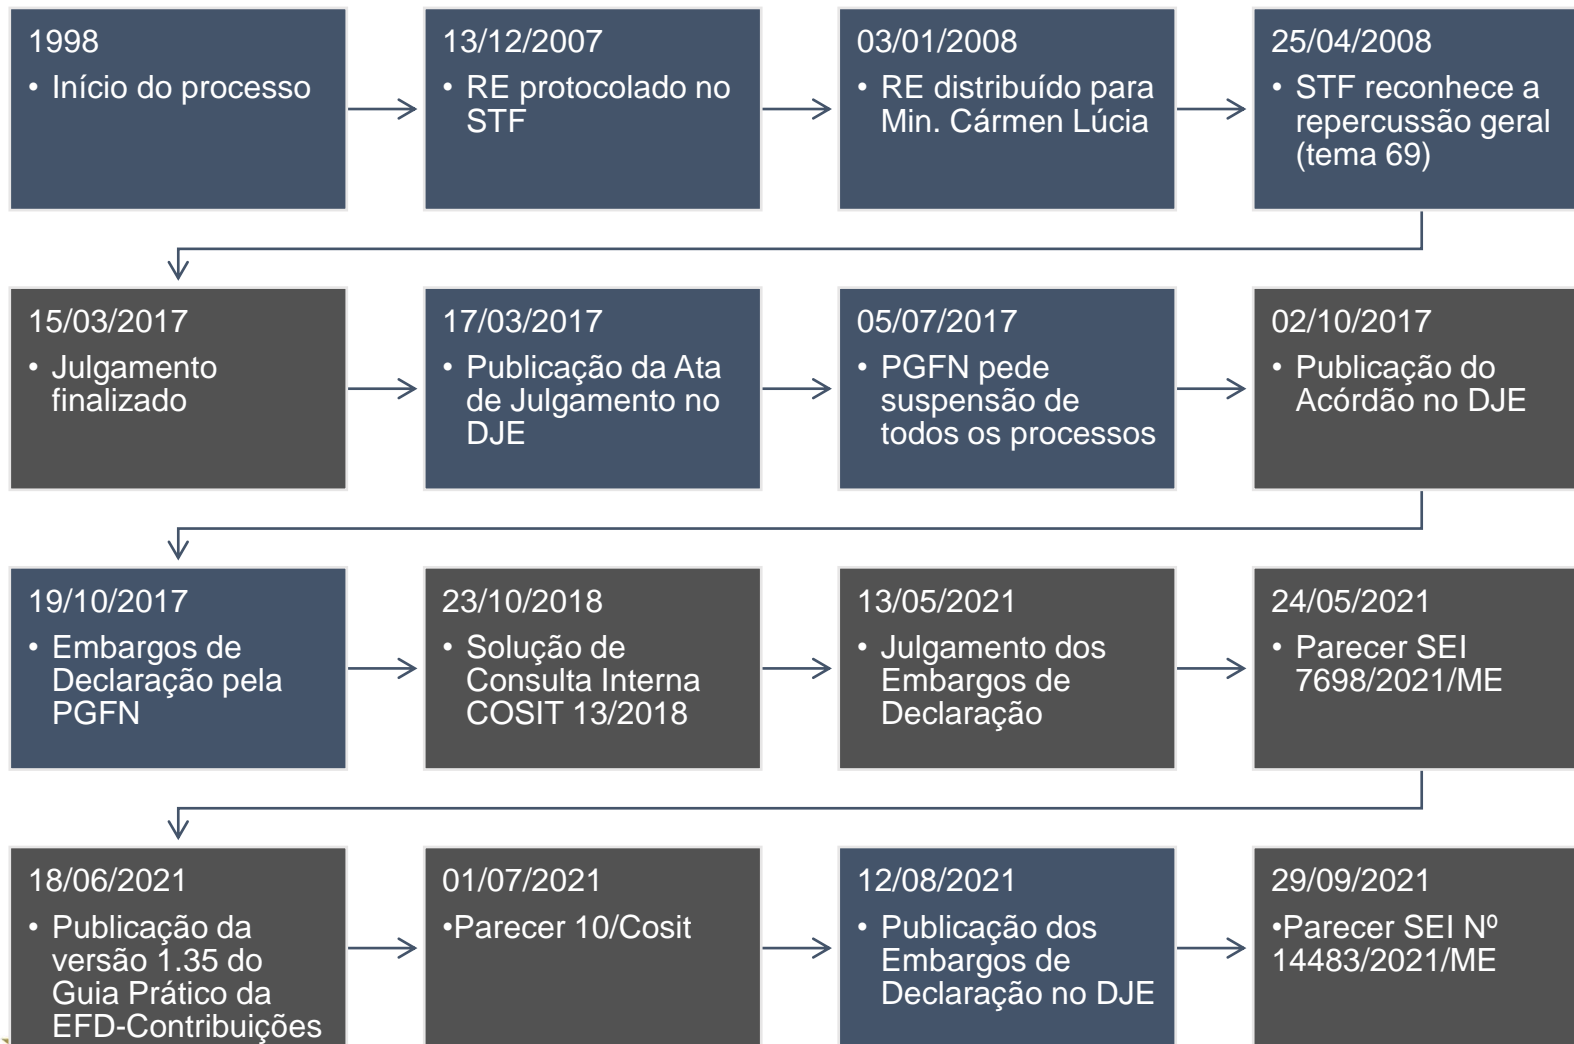 1998
• Início do processo
13/12/2007
• RE protocolado no
STF
03/01/2008
• RE distribuído para
Min. Cármen Lúcia
25/04/2008
• STF reconhece a
repercussão geral
(tema 69)
15/03/2017
• Julgamento
finalizado
17/03/2017
• Publicação da Ata
de Julgamento no
DJE
05/07/2017
• PGFN pede
suspensão de
todos os processos
02/10/2017
• Publicação do
Acórdão no DJE
19/10/2017
• Embargos de
Declaração pela
PGFN
23/10/2018
• Solução de
Consulta Interna
COSIT 13/2018
13/05/2021
• Julgamento dos
Embargos de
Declaração
24/05/2021
• Parecer SEI
7698/2021/ME
18/06/2021
• Publicação da
versão 1.35 do
Guia Prático da
EFD-Contribuições
01/07/2021
•Parecer 10/Cosit
12/08/2021
• Publicação dos
Embargos de
Declaração no DJE
29/09/2021
•Parecer SEI Nº
14483/2021/ME